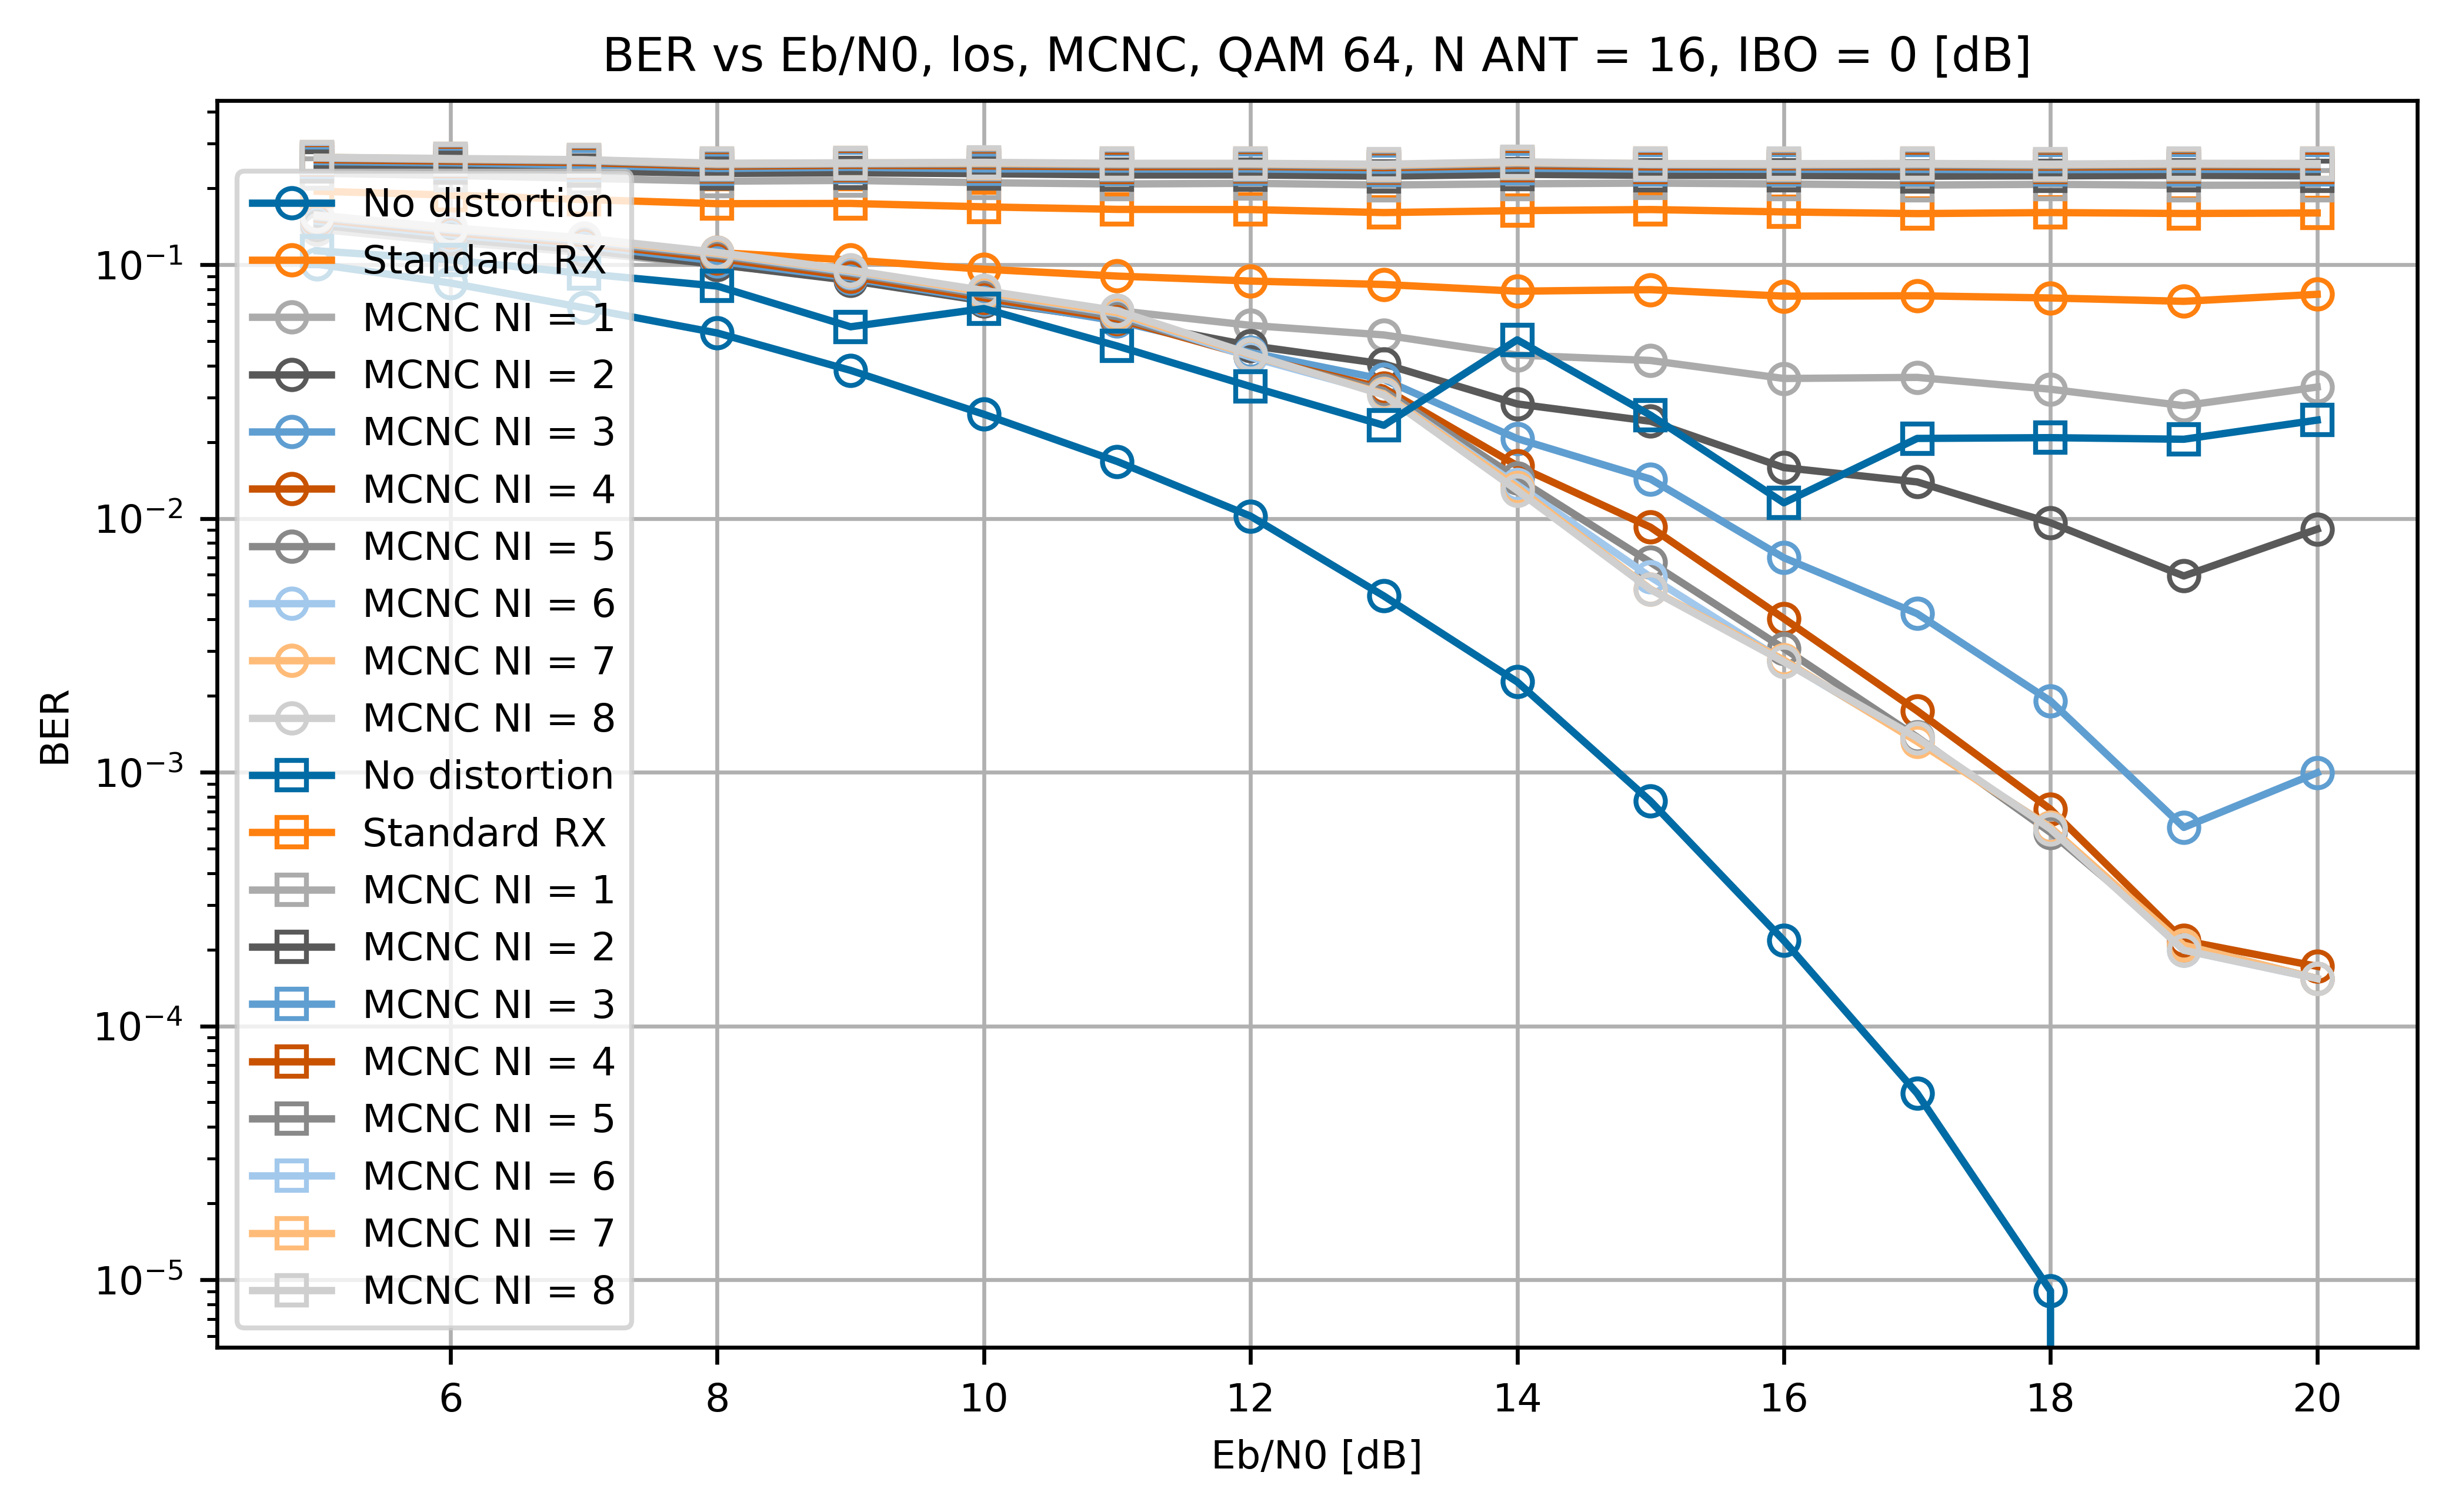 BER vs Eb/N0, los, MCNC, QAM 64, N ANT = 16, IBO = 0 [dB]
BER
10⁻¹
10⁻²
10⁻³
10⁻⁴
10⁻⁵
No distortion
Standard RX
MCNC NI = 1
MCNC NI = 2
MCNC NI = 3
MCNC NI = 4
MCNC NI = 5
MCNC NI = 6
MCNC NI = 7
MCNC NI = 8
No distortion
Standard RX
MCNC NI = 1
MCNC NI = 2
MCNC NI = 3
MCNC NI = 4
MCNC NI = 5
MCNC NI = 6
MCNC NI = 7
MCNC NI = 8
6 8 10 12 14 16 18 20
Eb/N0 [dB]